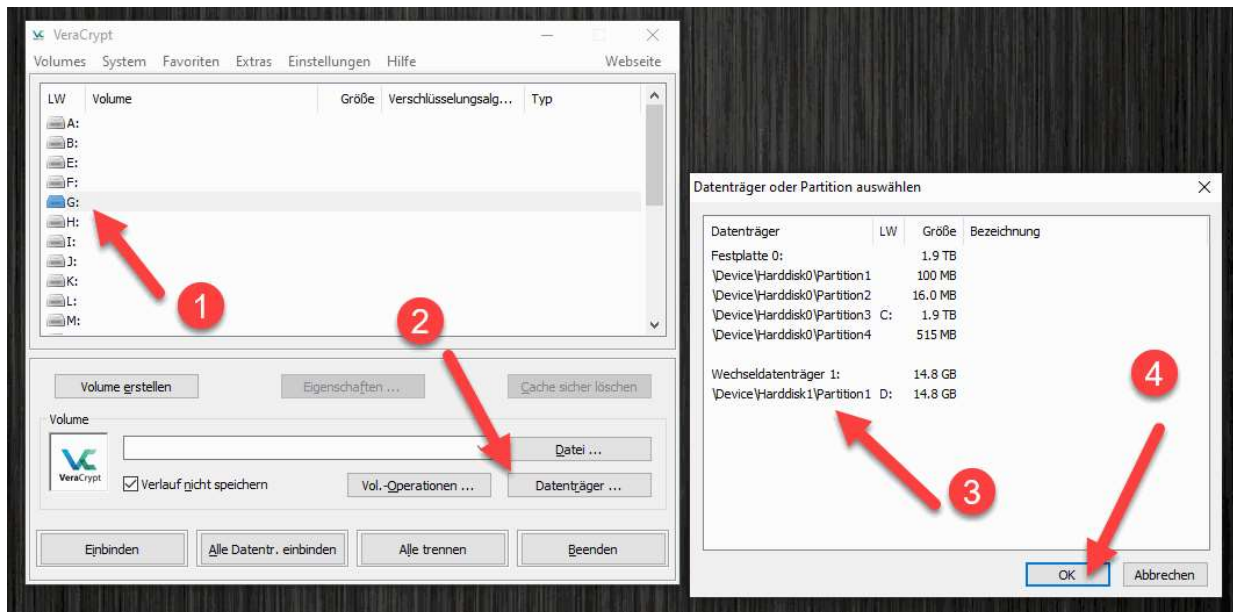 VeraCrypt
Volumes System Favoriten Extras Einstellungen Hilfe Webseite
LW Volume Größe Verschlüsselungsalg... Typ
A:
B:
E:
F:
G:
H:
I:
J:
K:
L:
M:
1
2
Volume erstellen Eigenschaften ... Cache sicher löschen
Volume
Datei ...
VeraCrypt
Verlauf nicht speichern Vol.-Operationen ... Datenträger ...
Einbinden Alle Datentr. einbinden Alle trennen Beenden
Datenträger oder Partition auswählen
Datenträger LW Größe Bezeichnung
Festplatte 0: 1.9 TB
\Device\Harddisk0\Partition1 100 MB
\Device\Harddisk0\Partition2 16.0 MB
\Device\Harddisk0\Partition3 C: 1.9 TB
\Device\Harddisk0\Partition4 515 MB
Wechseldatenträger 1: 14.8 GB
\Device\Harddisk1\Partition1 D: 14.8 GB
4
3
OK Abbrechen